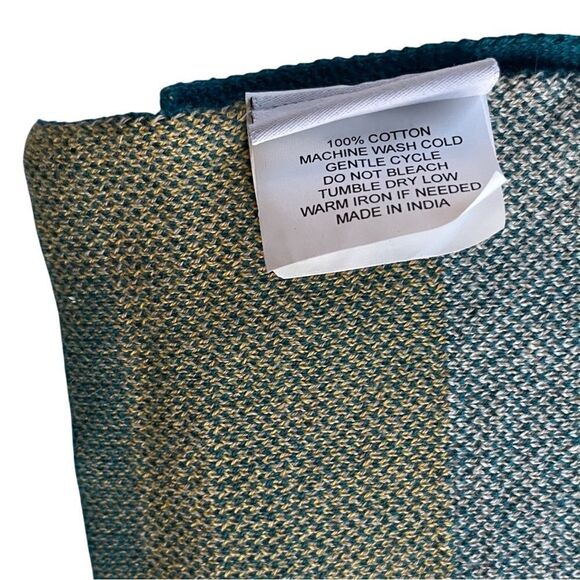 100% COTTON
MACHINE WASH COLD
GENTLE CYCLE
DO NOT BLEACH
TUMBLE DRY LOW
WARM IRON IF NEEDED
MADE IN INDIA